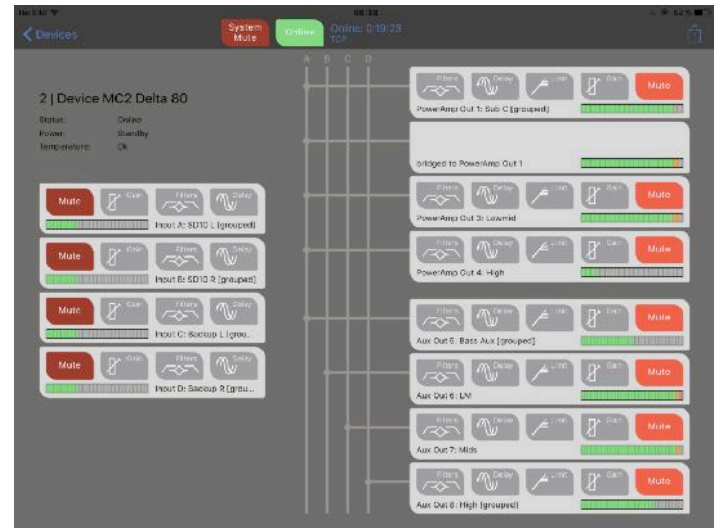 Devices
System
Mute
Online
Online: 0:19:23
TCP
A B C D
2 | Device MC2 Delta 80
Status: Online
Power: Standby
Temperature: Ok
Mute Gain Filters Delay
Input A: SD10 L [grouped]
Mute Gain Filters Delay
Input B: SD10 R [grouped]
Mute Gain Filters Delay
Input C: Backup L [grou...
Mute Gain Filters Delay
Input D: Backup R [grou...
Filters Delay Limit Gain Mute
PowerAmp Out 1: Sub C [grouped]
bridged to PowerAmp Out 1
Filters Delay Limit Gain Mute
PowerAmp Out 3: Lowmid
Filters Delay Limit Gain Mute
PowerAmp Out 4: High
Filters Delay Limit Gain Mute
Aux Out 5: Bass Aux [grouped]
Filters Delay Limit Gain Mute
Aux Out 6: LM
Filters Delay Limit Gain Mute
Aux Out 7: Mids
Filters Delay Limit Gain Mute
Aux Out 8: High [grouped]